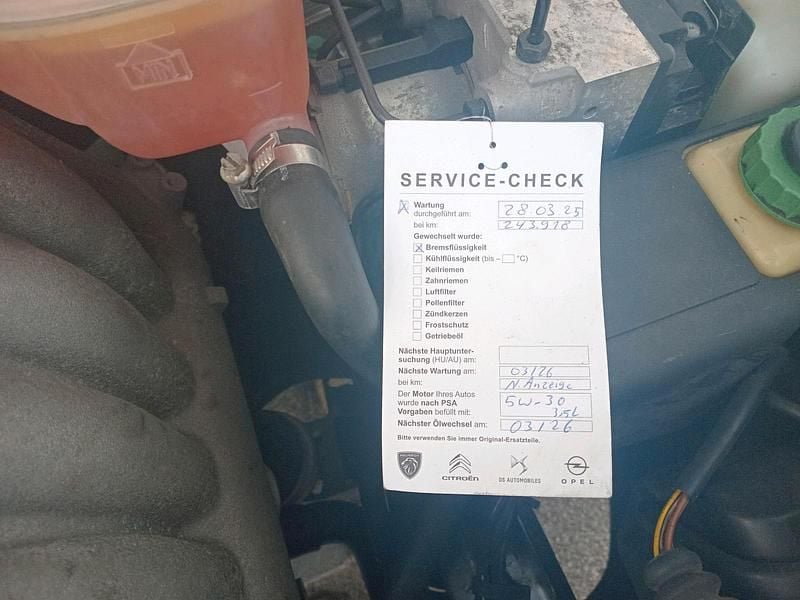 MIN
SERVICE-CHECK
Wartung
durchgeführt am: 28.03.25
bei km: 243.918
Gewechselt wurde:
Bremsflüssigkeit
Kühlflüssigkeit (bis – °C)
Keilriemen
Zahnriemen
Luftfilter
Pollenfilter
Zündkerzen
Frostschutz
Getriebeöl
Nächste Hauptunter-
suchung (HU/AU) am:
Nächste Wartung am: 03/26
bei km: N. Anzeige
Der Motor Ihres Autos
wurde nach PSA 5W-30
Vorgaben befüllt mit: 3,5L
Nächster Ölwechsel am: 03/26
Bitte verwenden Sie immer Original-Ersatzteile.
PEUGEOT CITROËN DS AUTOMOBILES OPEL